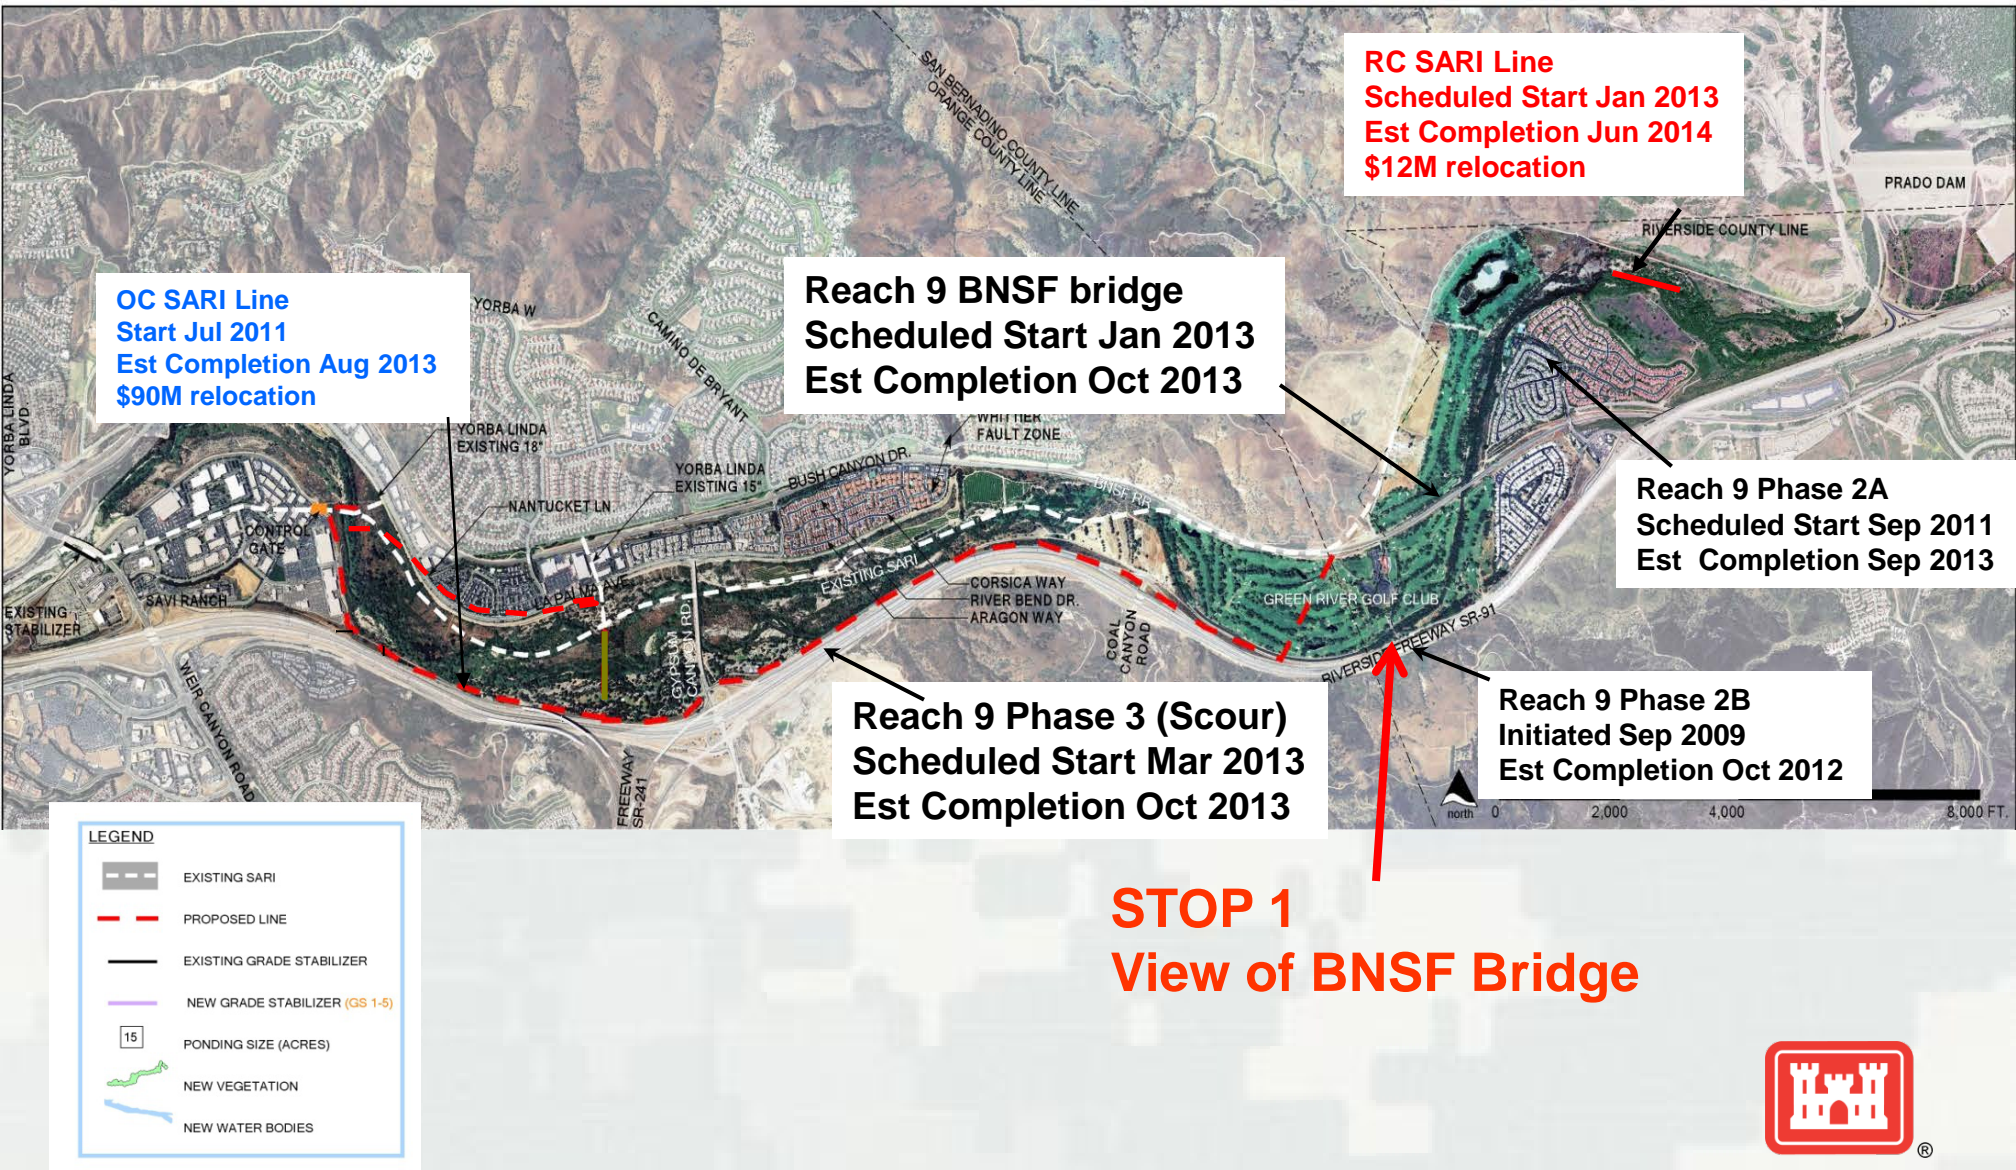 RC SARI Line
Scheduled Start Jan 2013
Est Completion Jun 2014
$12M relocation
SAN BERNADINO COUNTY LINE
ORANGE COUNTY LINE
PRADO DAM
RIVERSIDE COUNTY LINE
OC SARI Line
Start Jul 2011
Est Completion Aug 2013
$90M relocation
YORBA W
CAMINO DE BRYANT
Reach 9 BNSF bridge
Scheduled Start Jan 2013
Est Completion Oct 2013
YORBA LINDA
BLVD.
YORBA LINDA
EXISTING 18"
WHITTIER
FAULT ZONE
YORBA LINDA
EXISTING 15"
BUSH CANYON DR.
BNSF RR
NANTUCKET LN.
CONTROL
GATE
Reach 9 Phase 2A
Scheduled Start Sep 2011
Est Completion Sep 2013
EXISTING SARI
LA PALMA AVE
CORSICA WAY
RIVER BEND DR.
ARAGON WAY
SAVI RANCH
EXISTING
STABILIZER
GYPSUM
CANYON RD.
COAL
CANYON
ROAD
GREEN RIVER GOLF CLUB
RIVERSIDE FREEWAY SR-91
WEIR CANYON ROAD
FREEWAY
SR-241
Reach 9 Phase 3 (Scour)
Scheduled Start Mar 2013
Est Completion Oct 2013
Reach 9 Phase 2B
Initiated Sep 2009
Est Completion Oct 2012
north
0 2,000 4,000 8,000 FT.
LEGEND
EXISTING SARI
PROPOSED LINE
EXISTING GRADE STABILIZER
NEW GRADE STABILIZER (GS 1-5)
15
PONDING SIZE (ACRES)
NEW VEGETATION
NEW WATER BODIES
STOP 1
View of BNSF Bridge
®